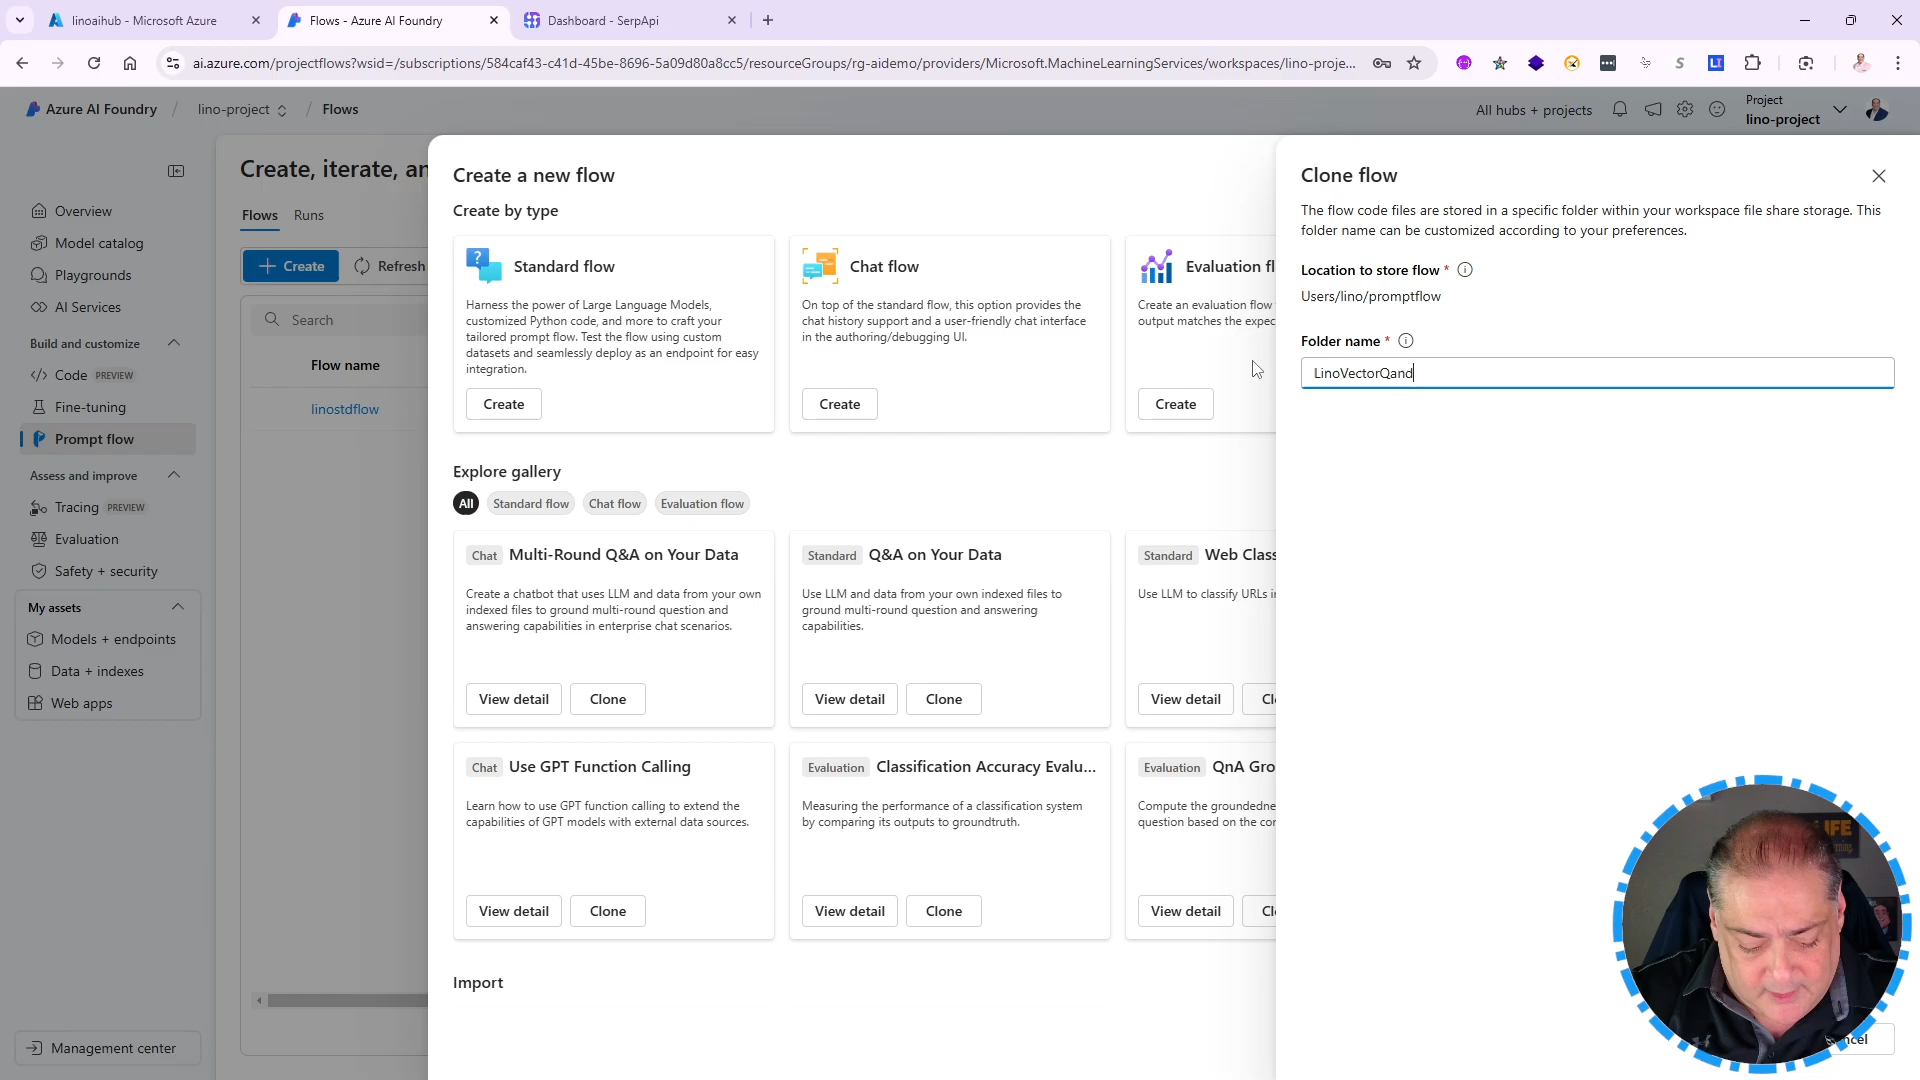 linoaihub - Microsoft Azure
Flows - Azure AI Foundry
Dashboard - SerpApi
ai.azure.com/projectflows?wsid=/subscriptions/584caf43-c41d-45be-8696-5a09d80a8cc5/resourceGroups/rg-aidemo/providers/Microsoft.MachineLearningServices/workspaces/lino-proje...
Azure AI Foundry / lino-project / Flows
All hubs + projects
Project
lino-project
Overview
Model catalog
Playgrounds
AI Services
Build and customize
Code PREVIEW
Fine-tuning
Prompt flow
Assess and improve
Tracing PREVIEW
Evaluation
Safety + security
My assets
Models + endpoints
Data + indexes
Web apps
Management center
Create, iterate, an
Flows Runs
Create Refresh
Search
Flow name
linostdflow
Create a new flow
Create by type
Standard flow
Harness the power of Large Language Models,
customized Python code, and more to craft your
tailored prompt flow. Test the flow using custom
datasets and seamlessly deploy as an endpoint for easy
integration.
Create
Chat flow
On top of the standard flow, this option provides the
chat history support and a user-friendly chat interface
in the authoring/debugging UI.
Create
Evaluation fl
Create an evaluation flow
output matches the expec
Create
Explore gallery
All Standard flow Chat flow Evaluation flow
Chat Multi-Round Q&A on Your Data
Create a chatbot that uses LLM and data from your own
indexed files to ground multi-round question and
answering capabilities in enterprise chat scenarios.
View detail Clone
Standard Q&A on Your Data
Use LLM and data from your own indexed files to
ground multi-round question and answering
capabilities.
View detail Clone
Standard Web Class
Use LLM to classify URLs i
View detail Cl
Chat Use GPT Function Calling
Learn how to use GPT function calling to extend the
capabilities of GPT models with external data sources.
View detail Clone
Evaluation Classification Accuracy Evalu...
Measuring the performance of a classification system
by comparing its outputs to groundtruth.
View detail Clone
Evaluation QnA Gro
Compute the groundedne
question based on the co
View detail Cl
Import
Clone flow
The flow code files are stored in a specific folder within your workspace file share storage. This
folder name can be customized according to your preferences.
Location to store flow *
Users/lino/promptflow
Folder name *
LinoVectorQand
LIFE
ncel